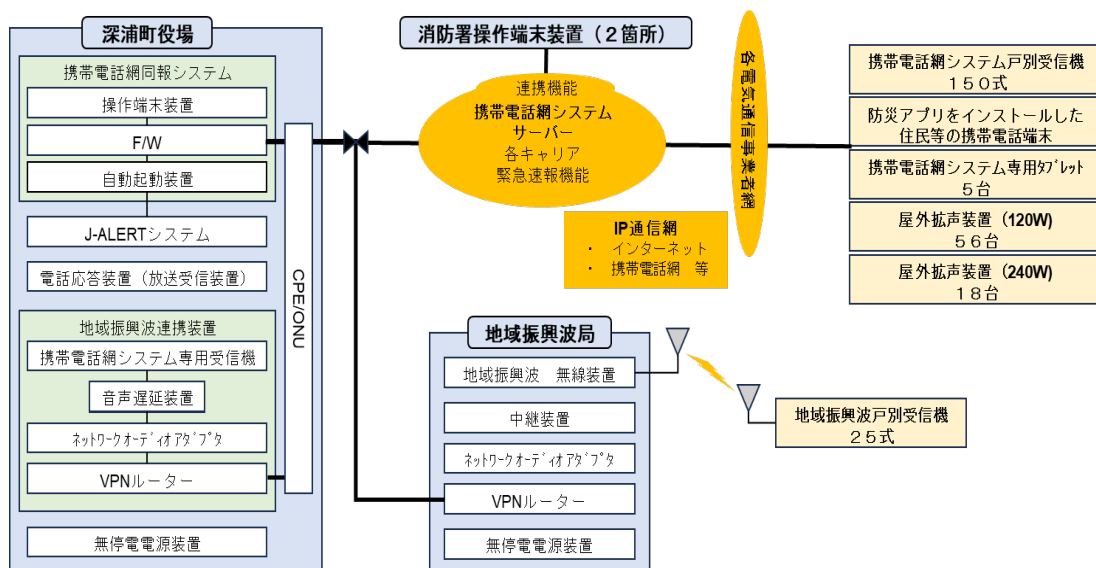 深浦町役場
携帯電話網同報システム
操作端末装置
F/W
自動起動装置
J-ALERTシステム
電話応答装置（放送受信装置）
地域振興波連携装置
携帯電話網システム専用受信機
音声遅延装置
ﾈｯﾄﾜｰｸｵｰﾃﾞｨｵｱﾀﾞﾌﾟﾀ
VPNルーター
無停電電源装置
CPE/ONU
消防署操作端末装置（２箇所）
連携機能
携帯電話網システム
サーバー
各キャリア
緊急速報機能
IP通信網
・ インターネット
・ 携帯電話網　等
各電気通信事業者網
携帯電話網システム戸別受信機
１５０式
防災アプリをインストールした
住民等の携帯電話端末
携帯電話網システム専用ﾀﾌﾞﾚｯﾄ
５台
屋外拡声装置（120W）
５６台
屋外拡声装置（240W）
１８台
地域振興波局
地域振興波　無線装置
中継装置
ﾈｯﾄﾜｰｸｵｰﾃﾞｨｵｱﾀﾞﾌﾟﾀ
VPNルーター
無停電電源装置
地域振興波戸別受信機
２５式